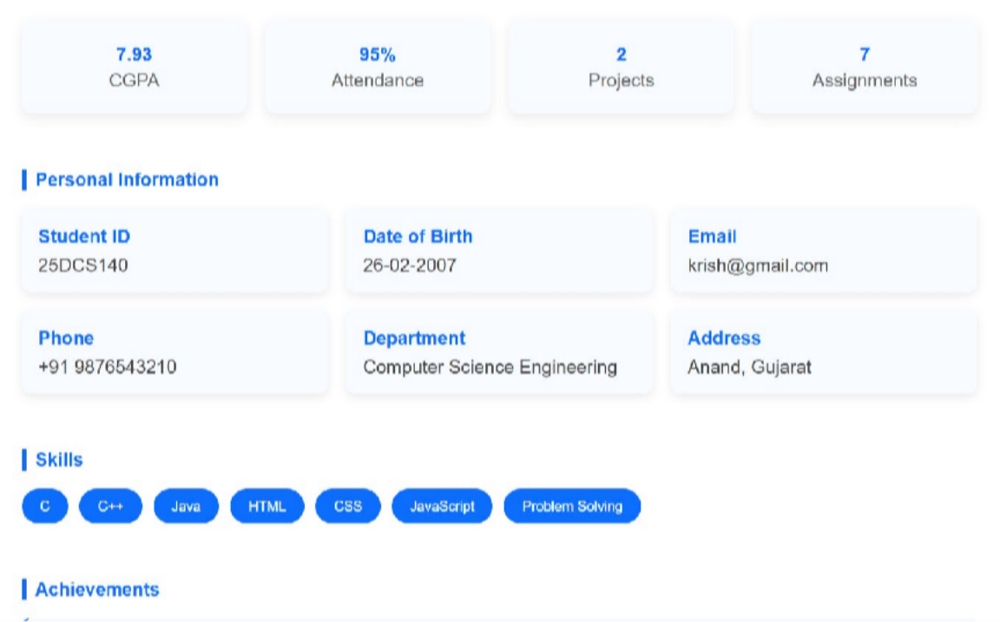 7.93 95% 2 7
CGPA Attendance Projects Assignments
Personal Information
Student ID Date of Birth Email
25DCS140 26-02-2007 krish@gmail.com
Phone Department Address
+91 9876543210 Computer Science Engineering Anand, Gujarat
Skills
C C++ Java HTML CSS JavaScript Problem Solving
Achievements